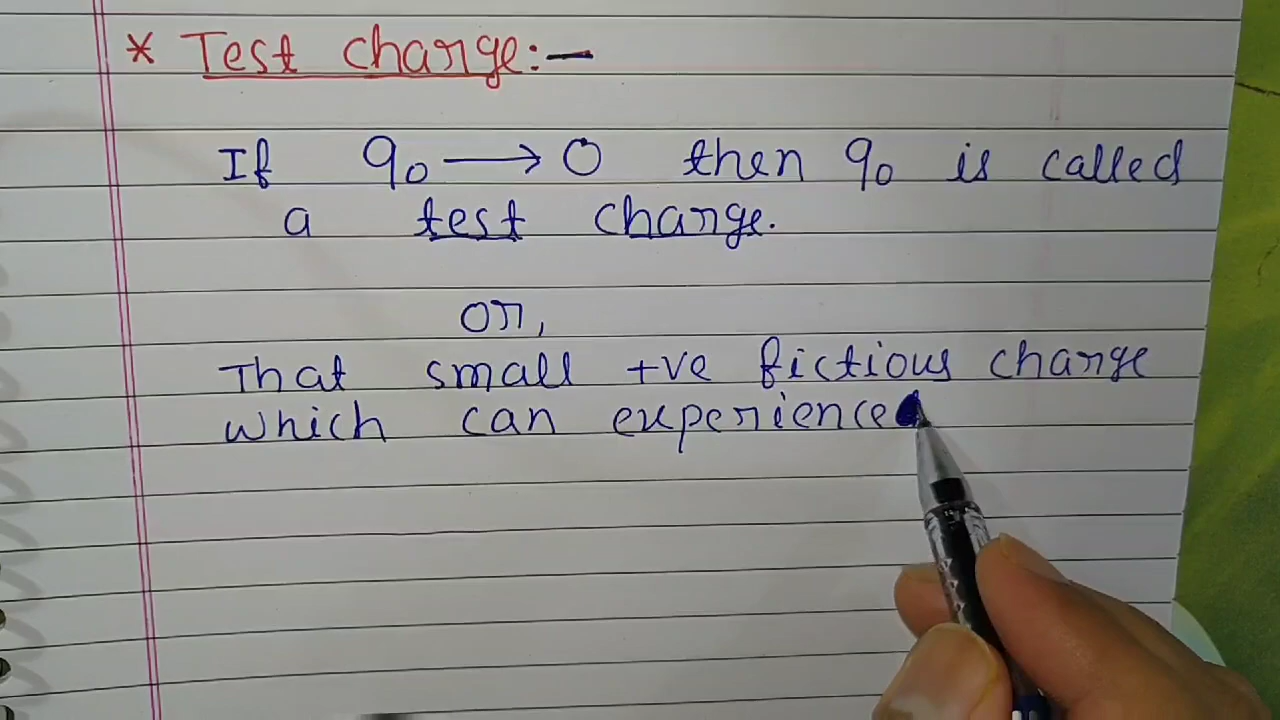 * Test charge:-
If q₀ → 0 then q₀ is called
a test charge.
or,
That small +ve fictious charge
which can experience